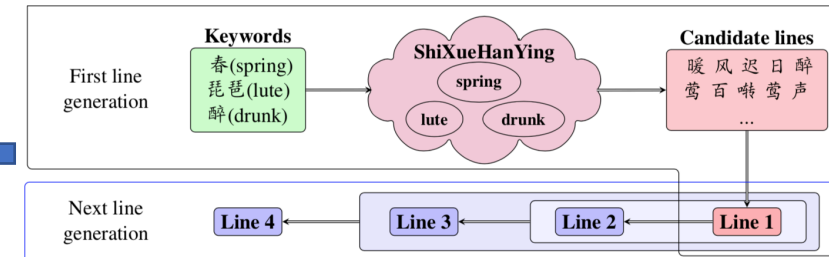 First line
generation
Keywords
春(spring)
琵琶(lute)
醉(drunk)
ShiXueHanYing
spring
lute
drunk
Candidate lines
暖 风 迟 日 醉
莺 百 啭 莺 声
...
Next line
generation
Line 4
Line 3
Line 2
Line 1